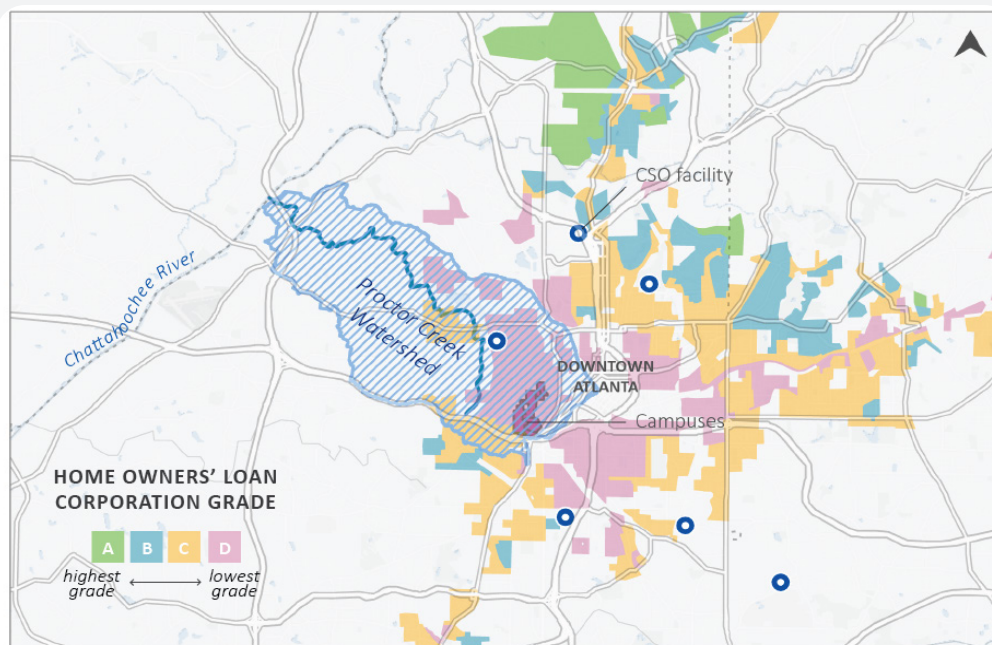 CSO facility
Chattahoochee River
Proctor Creek
Watershed
DOWNTOWN
ATLANTA
Campuses
HOME OWNERS’ LOAN
CORPORATION GRADE
A B C D
highest
grade
lowest
grade